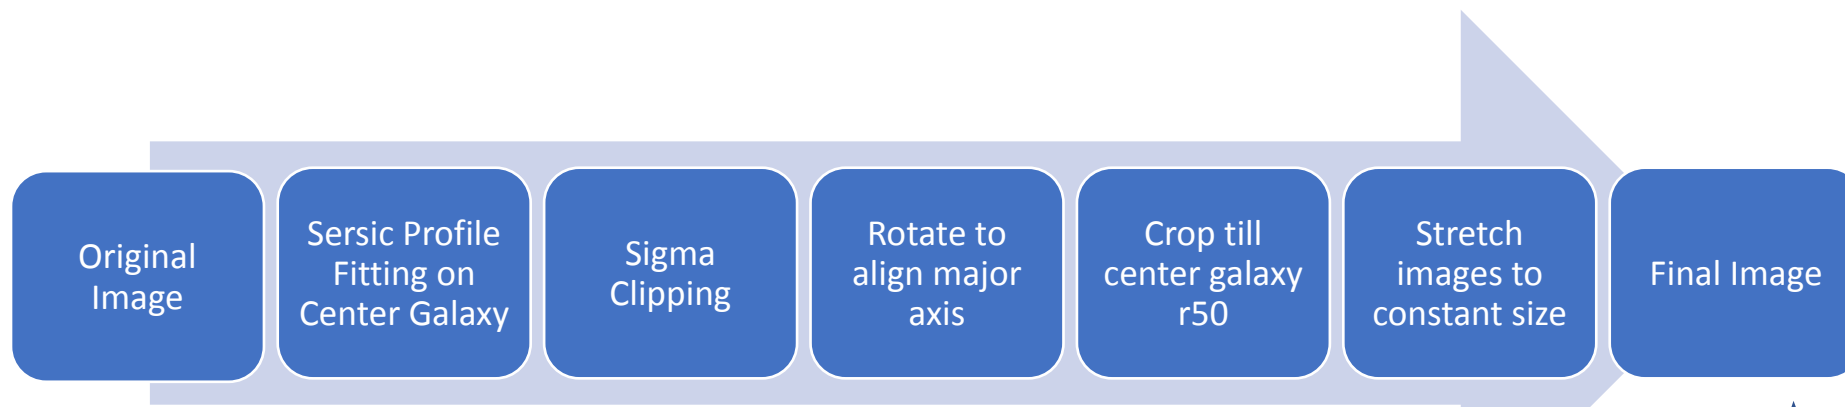 Original
Image
Sersic Profile
Fitting on
Center Galaxy
Sigma
Clipping
Rotate to
align major
axis
Crop till
center galaxy
r50
Stretch
images to
constant size
Final Image